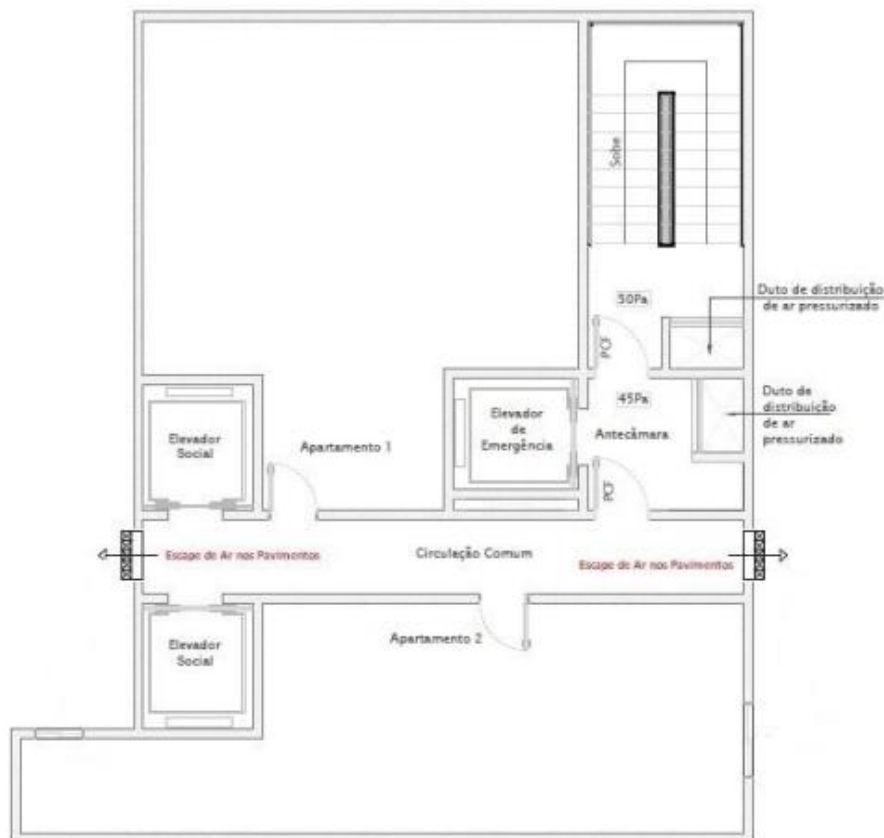 Sobe
50Pa
Duto de distribuição
de ar pressurizado
PCF
45Pa
Antecâmara
Duto de
distribuição
de ar
pressurizado
Elevador
de
Emergência
Elevador
Social
Apartamento 1
PCF
Escape de Ar nos Pavimentos
Circuleção Comum
Escape de Ar nos Pavimentos
Apartamento 2
Elevador
Social